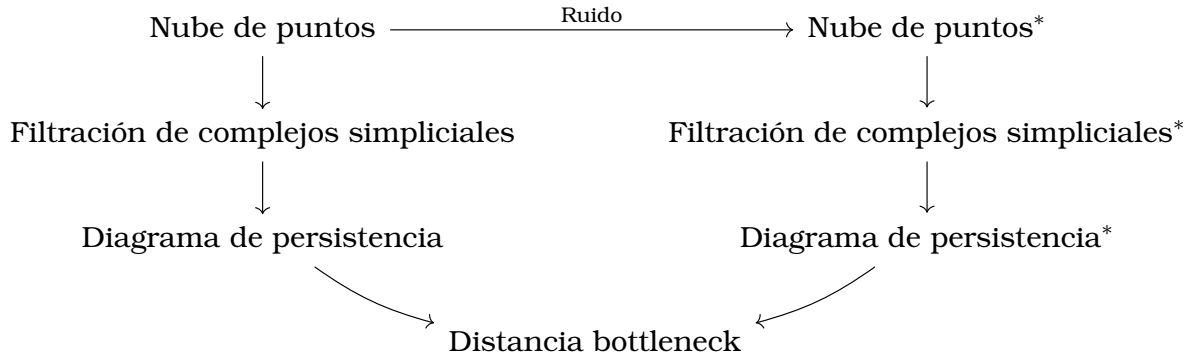 Ruido
Nube de puntos Nube de puntos*
Filtración de complejos simpliciales Filtración de complejos simpliciales*
Diagrama de persistencia Diagrama de persistencia*
Distancia bottleneck